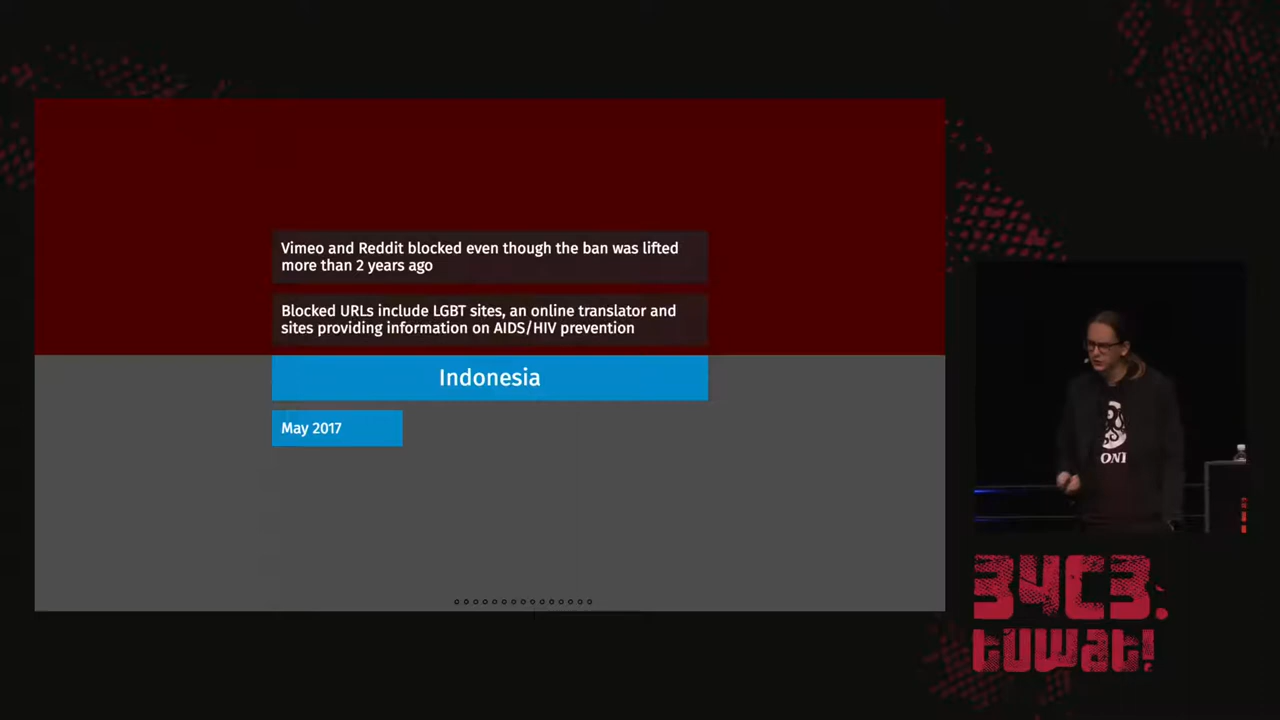 Vimeo and Reddit blocked even though the ban was lifted
more than 2 years ago
Blocked URLs include LGBT sites, an online translator and
sites providing information on AIDS/HIV prevention
Indonesia
May 2017
OONI
34C3.
tuwat!